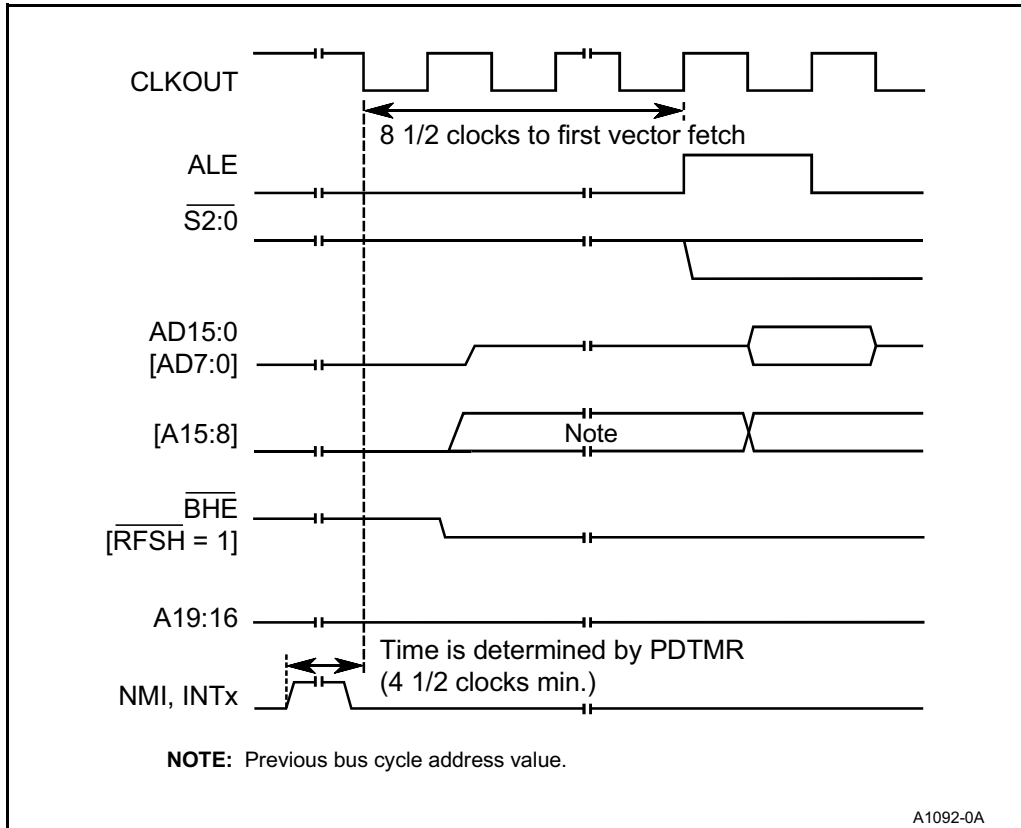 CLKOUT
8 1/2 clocks to first vector fetch
ALE
S2:0
AD15:0
[AD7:0]
[A15:8]
Note
BHE
[RFSH = 1]
A19:16
Time is determined by PDTMR
(4 1/2 clocks min.)
NMI, INTx
NOTE: Previous bus cycle address value.
A1092-0A